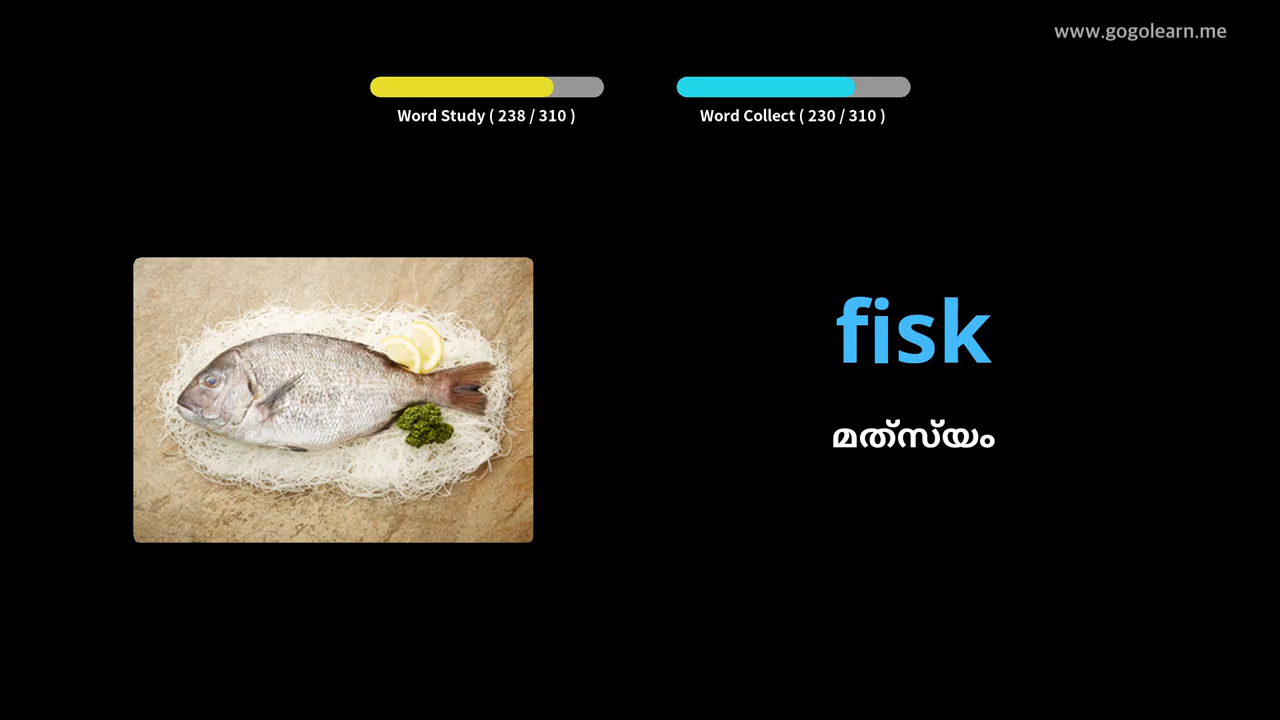 www.gogolearn.me
Word Study ( 238 / 310 )
Word Collect ( 230 / 310 )
fisk
മത്സ്യം